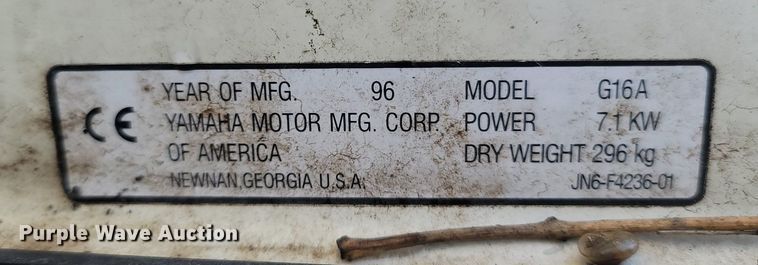 YEAR OF MFG. 96 MODEL G16A
CE YAMAHA MOTOR MFG. CORP. POWER 7.1 KW
OF AMERICA DRY WEIGHT 296 kg
NEWNAN, GEORGIA U.S.A. JN6-F4236-01
Purple Wave Auction